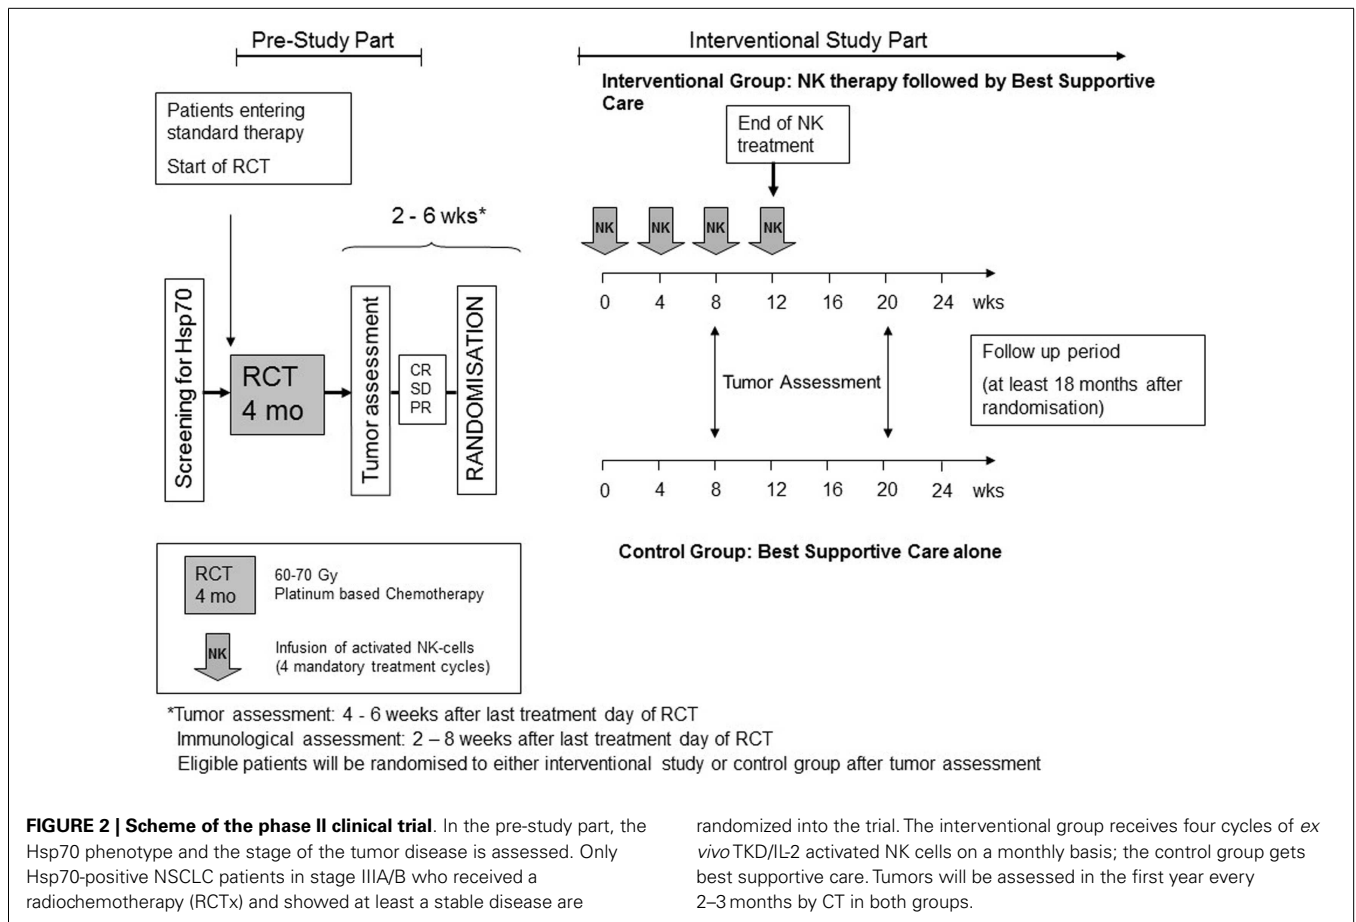 Pre-Study Part
Interventional Study Part
Interventional Group: NK therapy followed by Best Supportive
Care
Patients entering
standard therapy
Start of RCT
End of NK
treatment
2 - 6 wks*
NK
NK
NK
NK
Screening for Hsp70
RCT
4 mo
Tumor assessment
CR
SD
PR
RANDOMISATION
0 4 8 12 16 20 24 wks
Tumor Assessment
Follow up period
(at least 18 months after
randomisation)
0 4 8 12 16 20 24 wks
Control Group: Best Supportive Care alone
RCT
4 mo
60-70 Gy
Platinum based Chemotherapy
NK
Infusion of activated NK-cells
(4 mandatory treatment cycles)
*Tumor assessment: 4 - 6 weeks after last treatment day of RCT
Immunological assessment: 2 – 8 weeks after last treatment day of RCT
Eligible patients will be randomised to either interventional study or control group after tumor assessment
FIGURE 2 | Scheme of the phase II clinical trial. In the pre-study part, the
Hsp70 phenotype and the stage of the tumor disease is assessed. Only
Hsp70-positive NSCLC patients in stage IIIA/B who received a
radiochemotherapy (RCTx) and showed at least a stable disease are
randomized into the trial. The interventional group receives four cycles of ex
vivo TKD/IL-2 activated NK cells on a monthly basis; the control group gets
best supportive care. Tumors will be assessed in the first year every
2–3 months by CT in both groups.